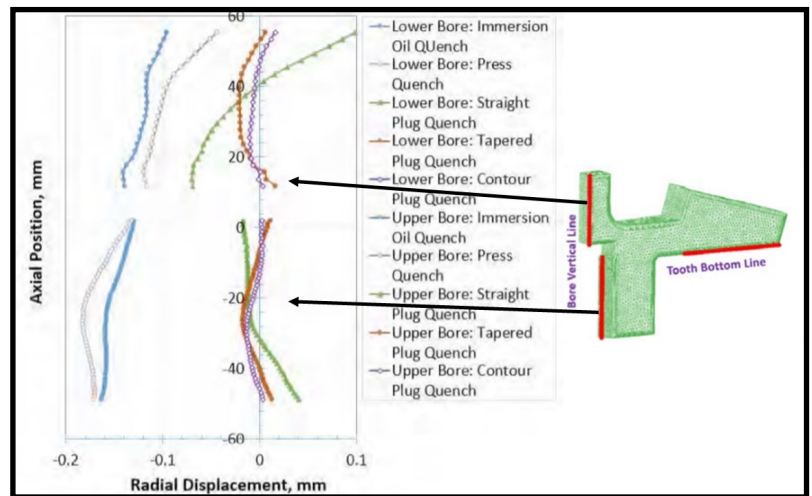 60
40
20
0
-20
-40
-60
-0.2 -0.1 0 0.1
Axial Position, mm
Radial Displacement, mm
Lower Bore: Immersion
Oil QUench
Lower Bore: Press
Quench
Lower Bore: Straight
Plug Quench
Lower Bore: Tapered
Plug Quench
Lower Bore: Contour
Plug Quench
Upper Bore: Immersion
Oil Quench
Upper Bore: Press
Quench
Upper Bore: Straight
Plug Quench
Upper Bore: Tapered
Plug Quench
Upper Bore: Contour
Plug Quench
Bore Vertical Line
Tooth Bottom Line